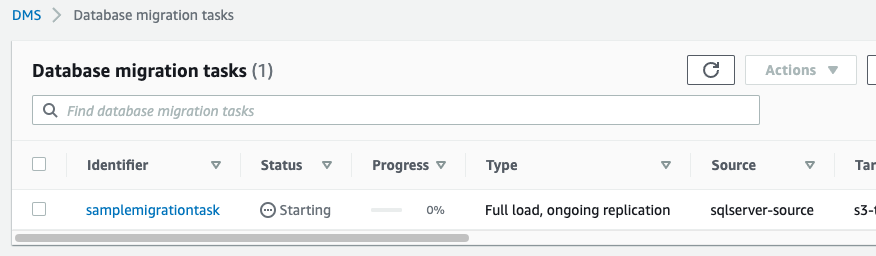 DMS > Database migration tasks
Database migration tasks (1)
Actions
Find database migration tasks
Identifier Status Progress Type Source Tar
samplemigrationtask Starting 0% Full load, ongoing replication sqlserver-source s3-t